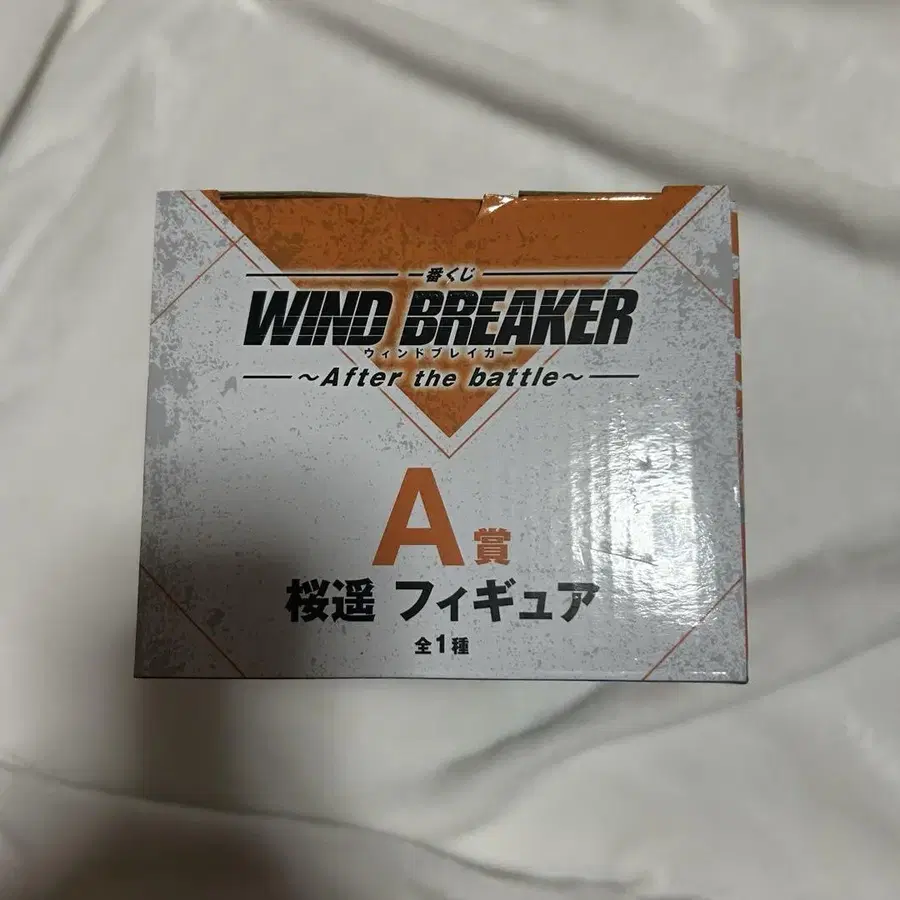 一番くじ
WIND BREAKER
ウィンドブレイカー
～After the battle～
A賞
桜遥 フィギュア
全1種